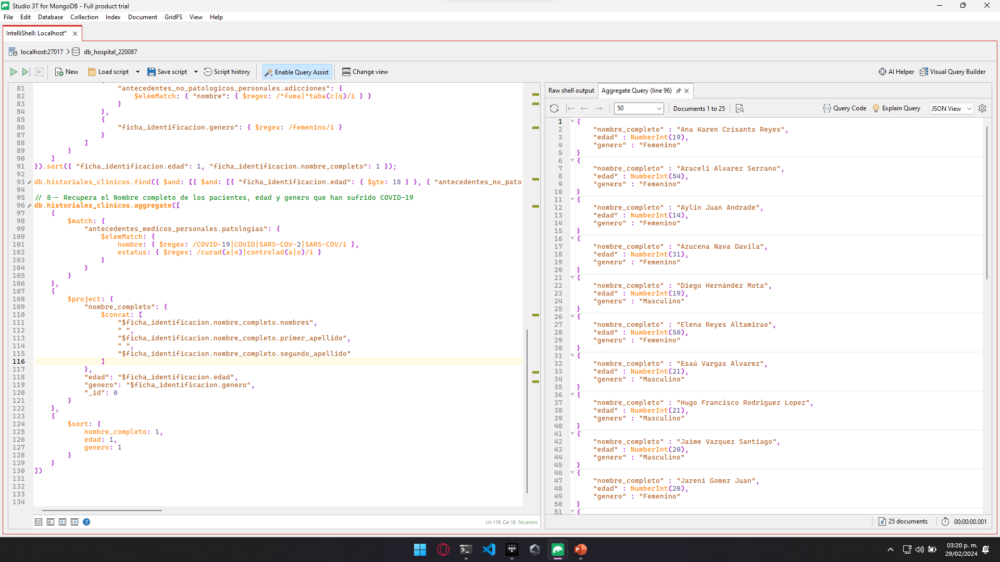 Studio 3T for MongoDB - Full product trial
File Edit Database Collection Index Document GridFS View Help
IntelliShell: Localhost*
localhost:27017 db_hospital_220087
New Load script Save script Script history Enable Query Assist Change view AI Helper Visual Query Builder
81 "antecedentes_no_patologicos_personales.adicciones": {
82 $elemMatch: { "nombre": { $regex: /^fuma|^taba(c|q)/i } }
83 }
84 },
85 {
86 "ficha_identificacion.genero": { $regex: /femenino/i }
87 }
88 ]
89 }
90 ]
91 }).sort({ "ficha_identificacion.edad": 1, "ficha_identificacion.nombre_completo": 1 });
92
93 db.historiales_clinicos.find({ $and: [{ $and: [{ "ficha_identificacion.edad": { $gte: 18 } }, { "antecedentes_no_pato
94
95 // 8.- Recupera el Nombre completo de los pacientes, edad y genero que han sufrido COVID-19
96 db.historiales_clinicos.aggregate([
97 {
98 $match: {
99 "antecedentes_medicos_personales.patologias": {
100 $elemMatch: {
101 nombre: { $regex: /COVID-19|COVID|SARS-COV-2|SARS-COV/i },
102 estatus: { $regex: /curad(a|o)|controlad(a|o)/i }
103 }
104 }
105 }
106 },
107 {
108 $project: {
109 "nombre_completo": {
110 $concat: [
111 "$ficha_identificacion.nombre_completo.nombres",
112 " ",
113 "$ficha_identificacion.nombre_completo.primer_apellido",
114 " ",
115 "$ficha_identificacion.nombre_completo.segundo_apellido"
116 ]
117 },
118 "edad": "$ficha_identificacion.edad",
119 "genero": "$ficha_identificacion.genero",
120 "_id": 0
121 }
122 },
123 {
124 $sort: {
125 nombre_completo: 1,
126 edad: 1,
127 genero: 1
128 }
129 }
130 ])
131
132
133
134
Lin 116, Col 18 No errors
Raw shell output Aggregate Query (line 96)
50 Documents 1 to 25 Query Code Explain Query JSON View
1 {
2 "nombre_completo" : "Ana Karen Crisanto Reyes",
3 "edad" : NumberInt(19),
4 "genero" : "Femenino"
5 }
6 {
7 "nombre_completo" : "Araceli Alvarez Serrano",
8 "edad" : NumberInt(54),
9 "genero" : "Femenino"
10 }
11 {
12 "nombre_completo" : "Aylin Juan Andrade",
13 "edad" : NumberInt(14),
14 "genero" : "Femenino"
15 }
16 {
17 "nombre_completo" : "Azucena Nava Davila",
18 "edad" : NumberInt(31),
19 "genero" : "Femenino"
20 }
21 {
22 "nombre_completo" : "Diego Hernández Mota",
23 "edad" : NumberInt(19),
24 "genero" : "Masculino"
25 }
26 {
27 "nombre_completo" : "Elena Reyes Altamirao",
28 "edad" : NumberInt(50),
29 "genero" : "Femenino"
30 }
31 {
32 "nombre_completo" : "Esaú Vargas Alvarez",
33 "edad" : NumberInt(21),
34 "genero" : "Masculino"
35 }
36 {
37 "nombre_completo" : "Hugo Francisco Rodriguez Lopez",
38 "edad" : NumberInt(21),
39 "genero" : "Masculino"
40 }
41 {
42 "nombre_completo" : "Jaime Vazquez Santiago",
43 "edad" : NumberInt(20),
44 "genero" : "Masculino"
45 }
46 {
47 "nombre_completo" : "Jareni Gomez Juan",
48 "edad" : NumberInt(20),
49 "genero" : "Femenino"
50 }
51 {
25 documents 00:00:00.001
03:20 p. m.
29/02/2024